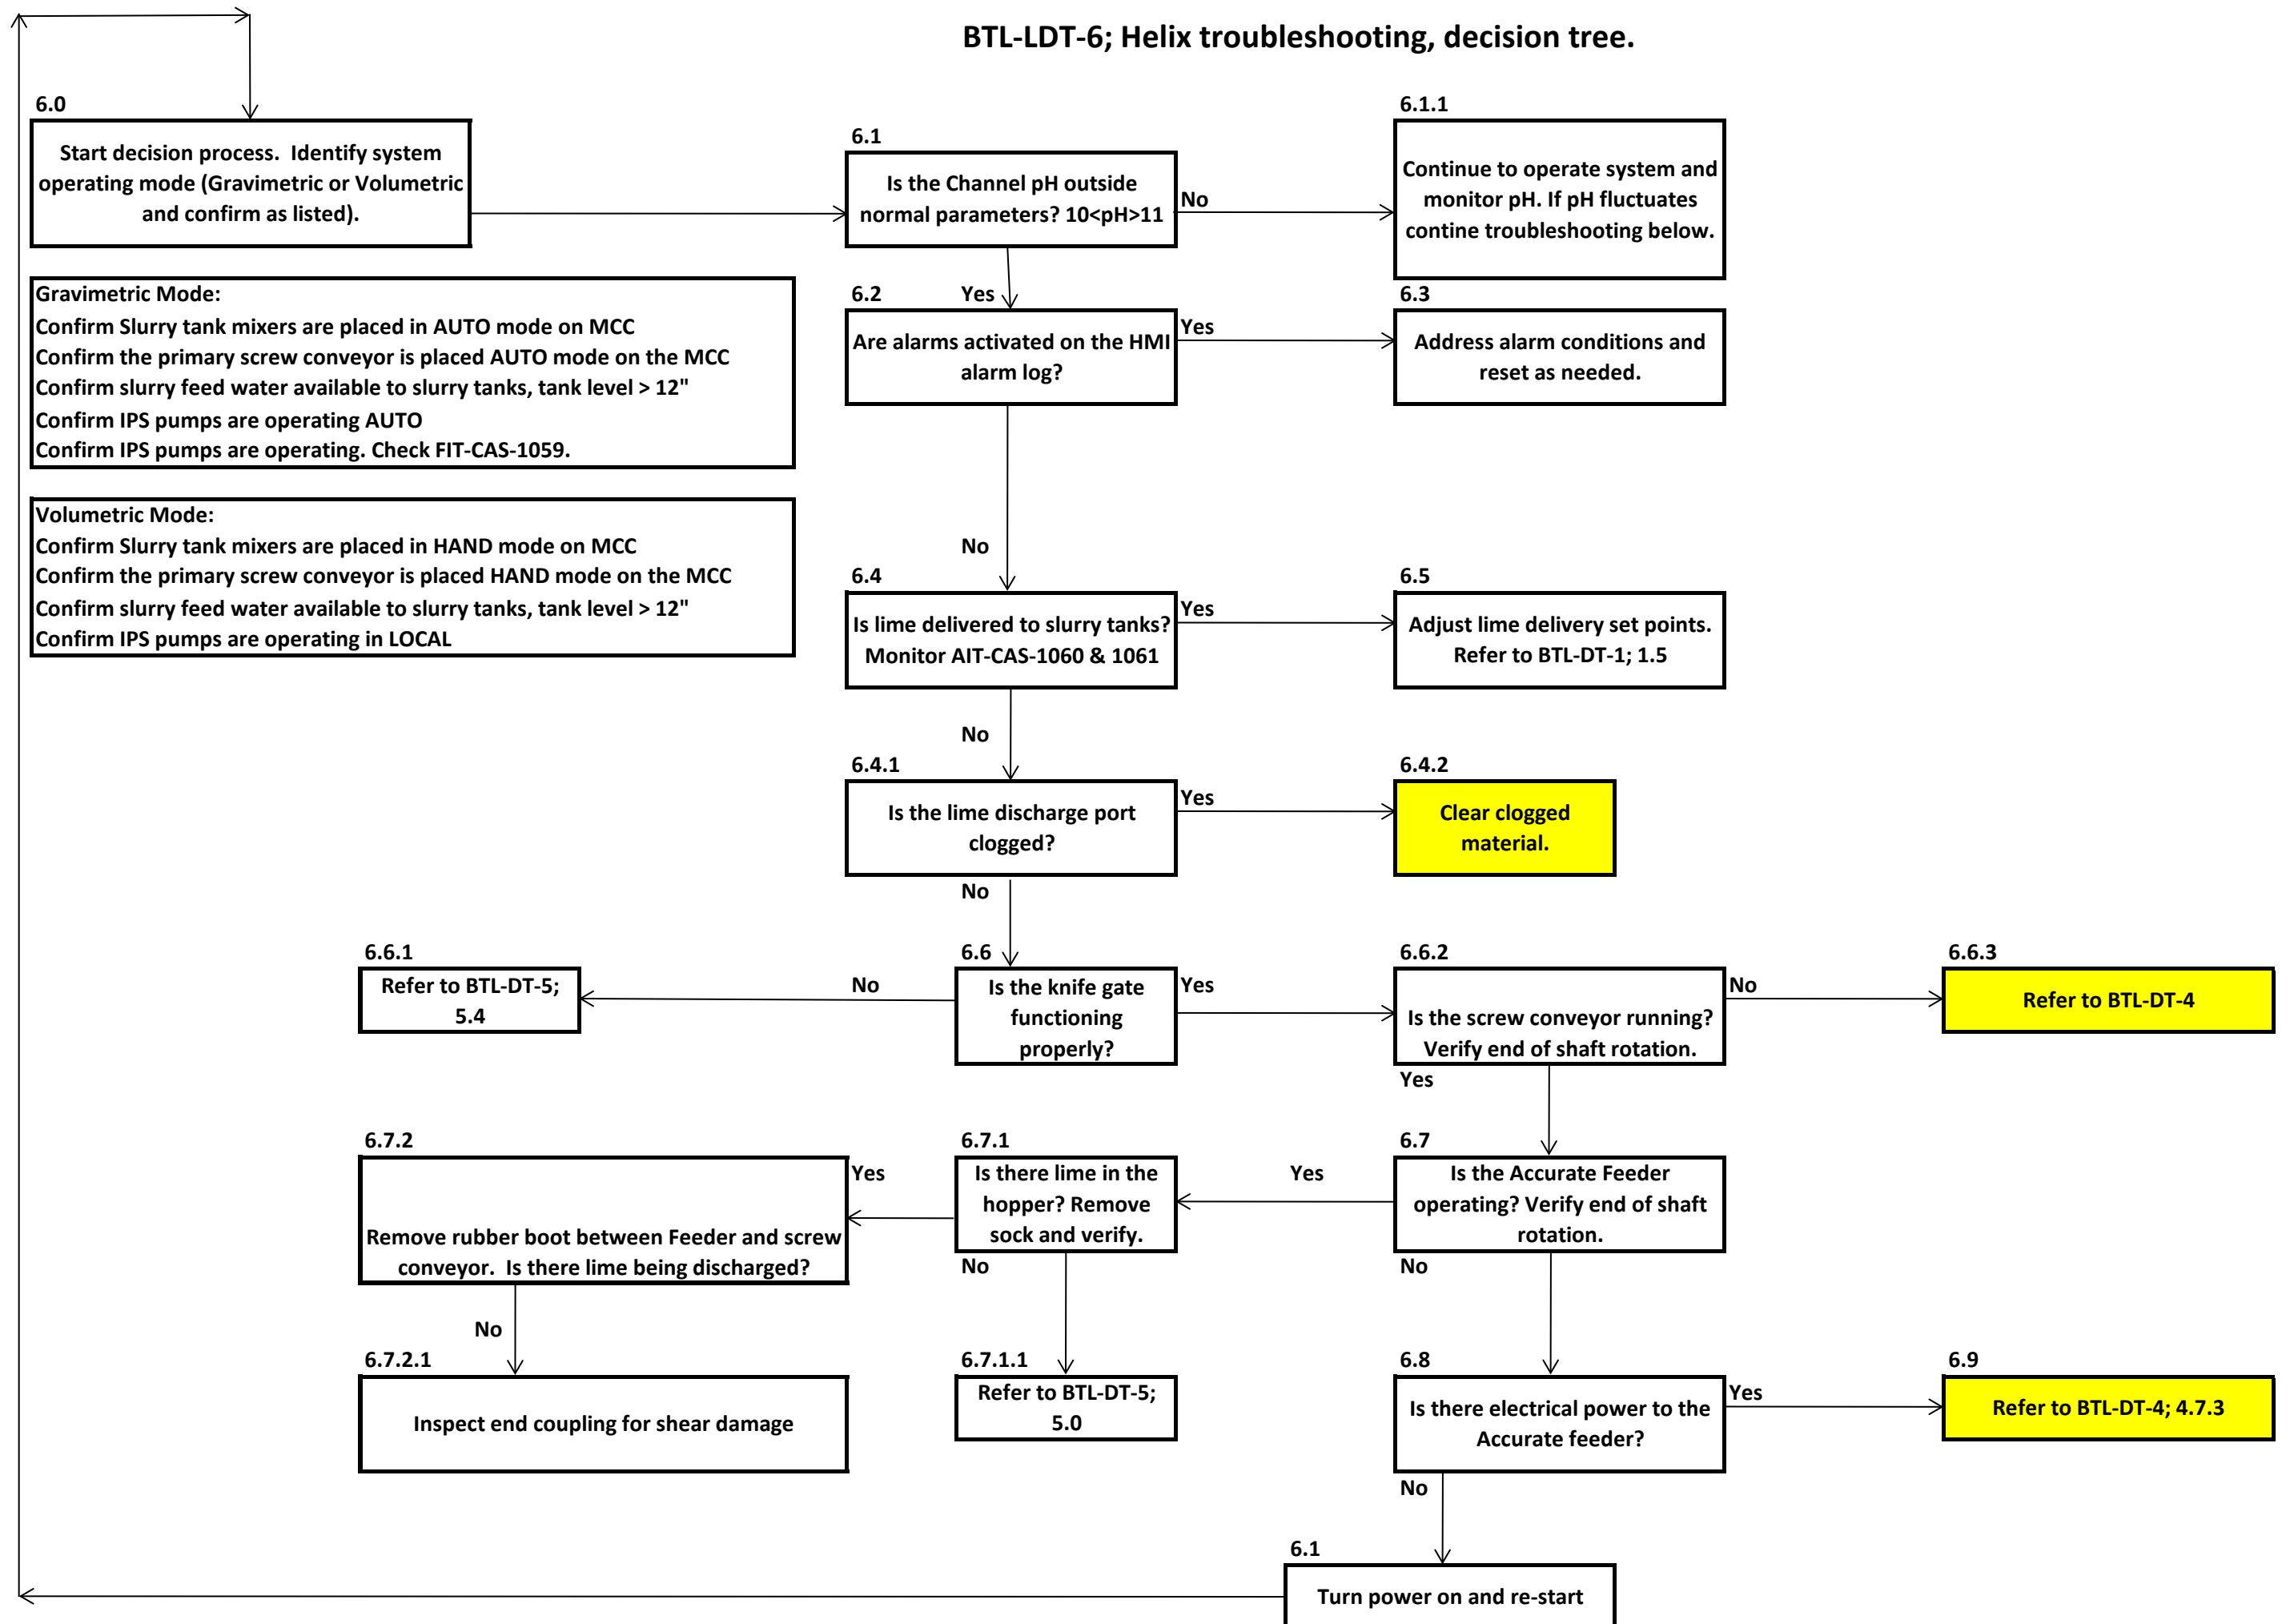 BTL-LDT-6; Helix troubleshooting, decision tree.
6.0
Start decision process.  Identify system
operating mode (Gravimetric or Volumetric
and confirm as listed).
6.1
Is the Channel pH outside
normal parameters? 10<pH>11
No
6.1.1
Continue to operate system and
monitor pH. If pH fluctuates
contine troubleshooting below.
Gravimetric Mode:
Confirm Slurry tank mixers are placed in AUTO mode on MCC
Confirm the primary screw conveyor is placed AUTO mode on the MCC
Confirm slurry feed water available to slurry tanks, tank level > 12"
Confirm IPS pumps are operating AUTO
Confirm IPS pumps are operating. Check FIT-CAS-1059.
6.2
Yes
Are alarms activated on the HMI
alarm log?
Yes
6.3
Address alarm conditions and
reset as needed.
Volumetric Mode:
Confirm Slurry tank mixers are placed in HAND mode on MCC
Confirm the primary screw conveyor is placed HAND mode on the MCC
Confirm slurry feed water available to slurry tanks, tank level > 12"
Confirm IPS pumps are operating in LOCAL
No
6.4
Is lime delivered to slurry tanks?
Monitor AIT-CAS-1060 & 1061
Yes
6.5
Adjust lime delivery set points.
Refer to BTL-DT-1; 1.5
No
6.4.1
Is the lime discharge port
clogged?
Yes
6.4.2
Clear clogged
material.
No
6.6.1
Refer to BTL-DT-5;
5.4
No
6.6
Is the knife gate
functioning
properly?
Yes
6.6.2
Is the screw conveyor running?
Verify end of shaft rotation.
No
6.6.3
Refer to BTL-DT-4
Yes
6.7.2
Remove rubber boot between Feeder and screw
conveyor.  Is there lime being discharged?
Yes
6.7.1
Is there lime in the
hopper? Remove
sock and verify.
Yes
6.7
Is the Accurate Feeder
operating? Verify end of shaft
rotation.
No
No
No
6.7.2.1
Inspect end coupling for shear damage
6.7.1.1
Refer to BTL-DT-5;
5.0
6.8
Is there electrical power to the
Accurate feeder?
Yes
6.9
Refer to BTL-DT-4; 4.7.3
No
6.1
Turn power on and re-start